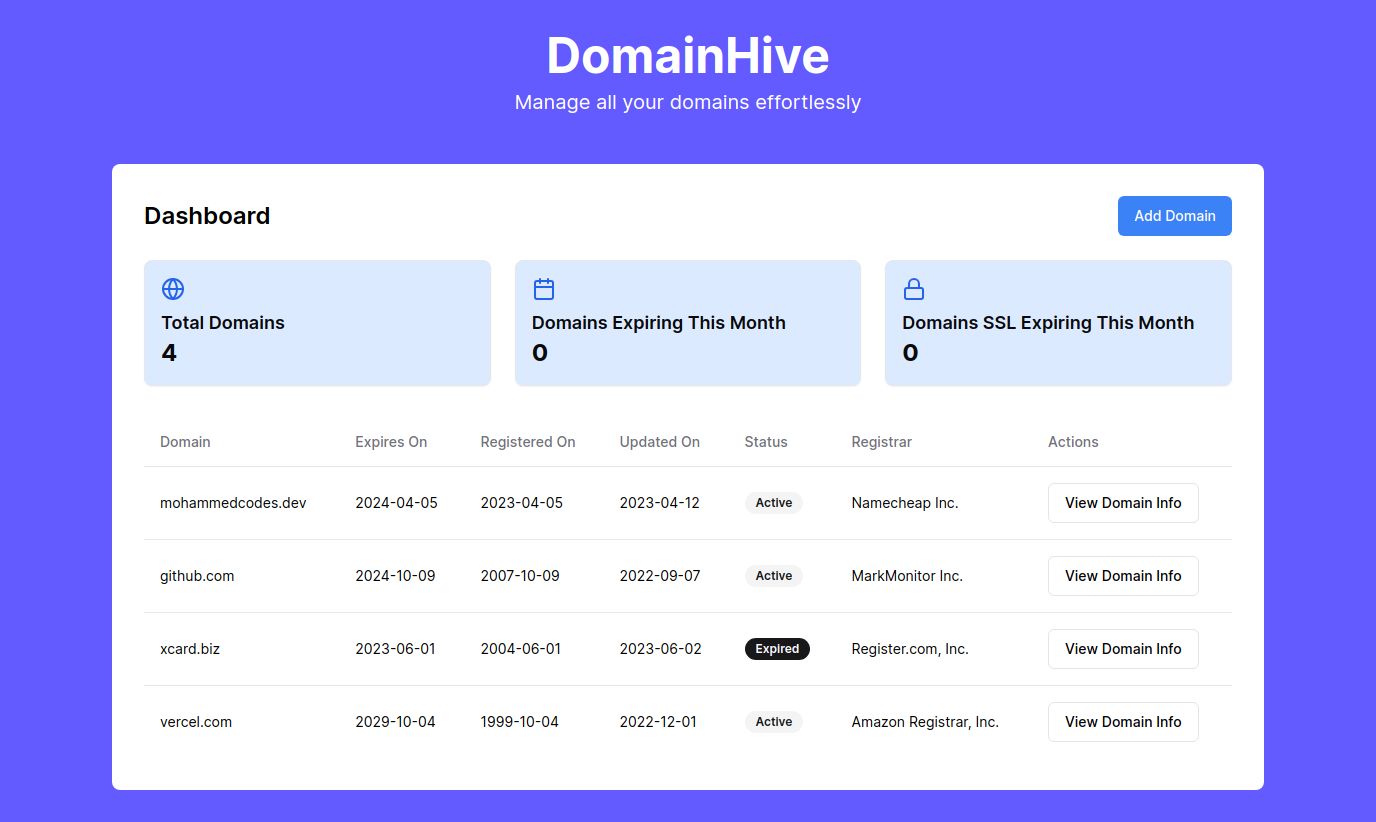 DomainHive
Manage all your domains effortlessly
Dashboard
Add Domain
Total Domains
4
Domains Expiring This Month
0
Domains SSL Expiring This Month
0
Domain Expires On Registered On Updated On Status Registrar Actions
mohammedcodes.dev 2024-04-05 2023-04-05 2023-04-12 Active Namecheap Inc. View Domain Info
github.com 2024-10-09 2007-10-09 2022-09-07 Active MarkMonitor Inc. View Domain Info
xcard.biz 2023-06-01 2004-06-01 2023-06-02 Expired Register.com, Inc. View Domain Info
vercel.com 2029-10-04 1999-10-04 2022-12-01 Active Amazon Registrar, Inc. View Domain Info